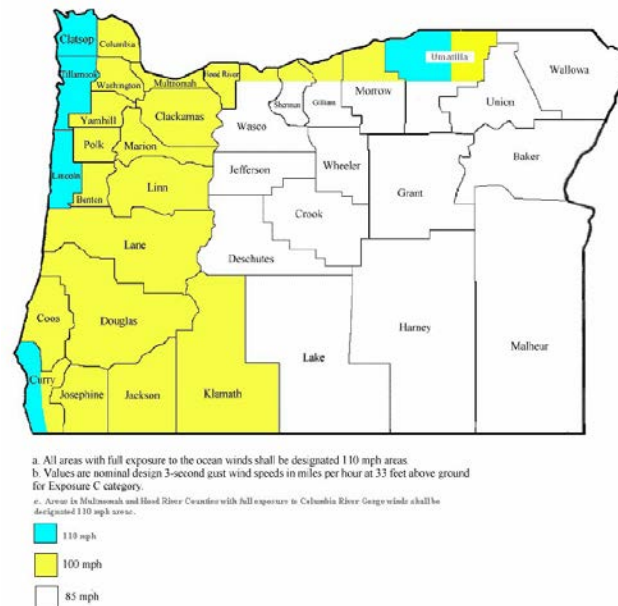 Clatsop
Columbia
Tillamook
Washington
Multnomah
Hood River
Umatilla
Wallowa
Yamhill
Clackamas
Sherman
Gilliam
Morrow
Union
Wasco
Polk
Marion
Jefferson
Wheeler
Baker
Lincoln
Benton
Linn
Grant
Crook
Lane
Deschutes
Coos
Douglas
Harney
Malheur
Lake
Curry
Josephine
Jackson
Klamath
a. All areas with full exposure to the ocean winds shall be designated 110 mph areas.
b. Values are nominal design 3-second gust wind speeds in miles per hour at 33 feet above ground
for Exposure C category.
c. Areas in Multnomah and Hood River Counties with full exposure to Columbia River Gorge winds shall be
designated 110 mph areas.
110 mph
100 mph
85 mph